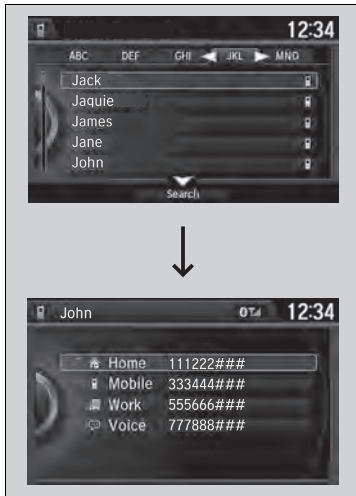 12:34
ABC DEF GHI JKL MNO
Jack
Jaquie
James
Jane
John
Search
John 12:34
Home 111222###
Mobile 333444###
Work 555666###
Voice 777888###